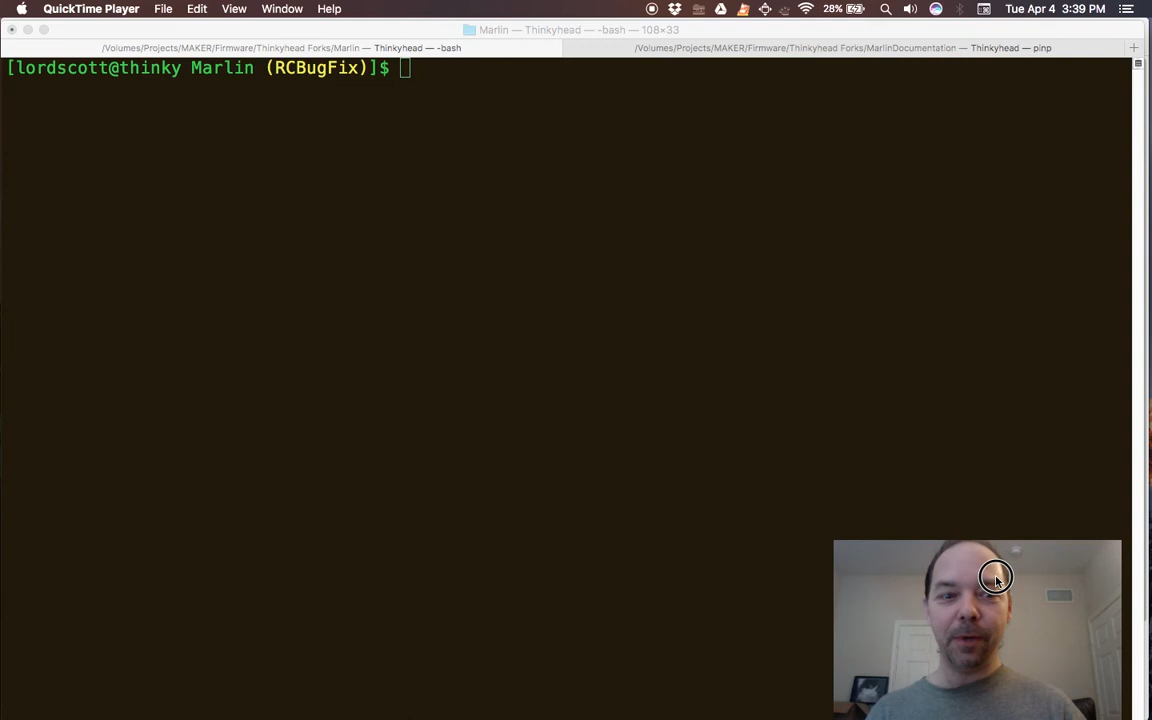 QuickTime Player File Edit View Window Help 28% Tue Apr 4 3:39 PM
Marlin — Thinkyhead — -bash — 108×33
/Volumes/Projects/MAKER/Firmware/Thinkyhead Forks/Marlin — Thinkyhead — -bash
/Volumes/Projects/MAKER/Firmware/Thinkyhead Forks/MarlinDocumentation — Thinkyhead — pinp
[lordscott@thinky Marlin (RCBugFix)]$